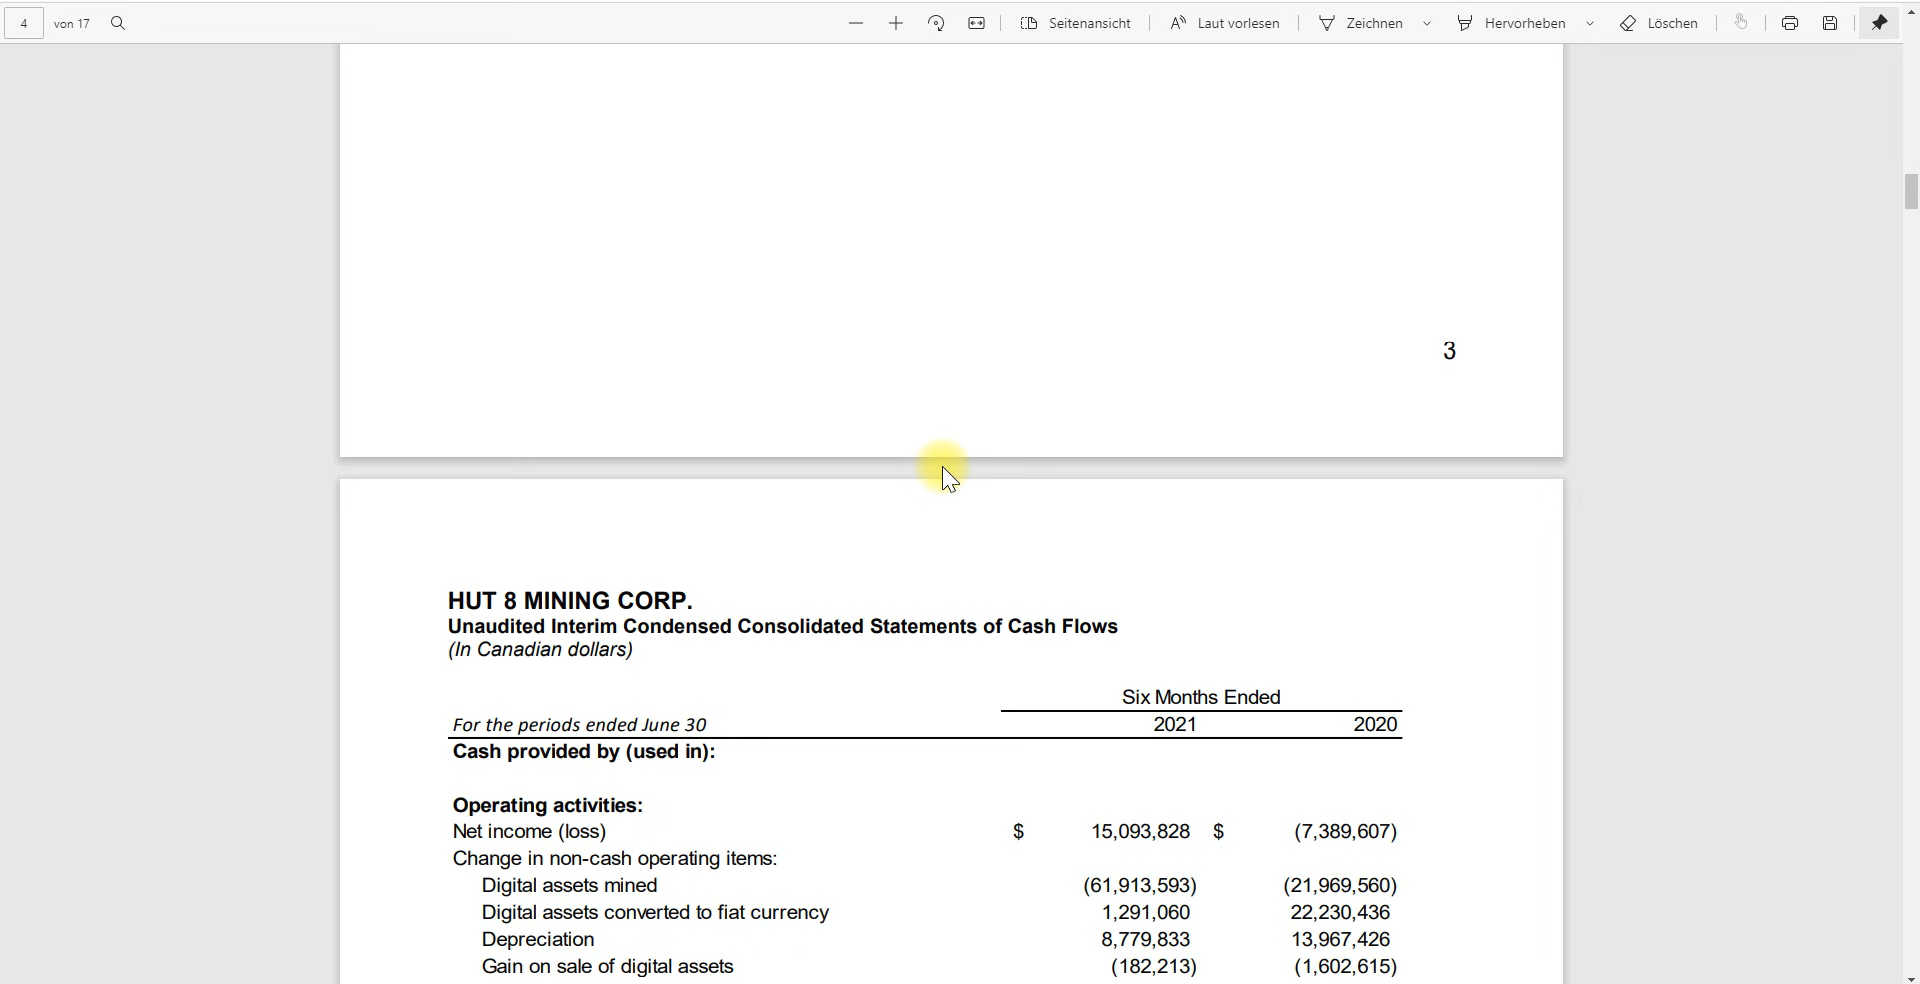 4 von 17 Seitenansicht Laut vorlesen Zeichnen Hervorheben Löschen
3
HUT 8 MINING CORP.
Unaudited Interim Condensed Consolidated Statements of Cash Flows
(In Canadian dollars)
Six Months Ended
For the periods ended June 30 2021 2020
Cash provided by (used in):
Operating activities:
Net income (loss) $ 15,093,828 $ (7,389,607)
Change in non-cash operating items:
Digital assets mined (61,913,593) (21,969,560)
Digital assets converted to fiat currency 1,291,060 22,230,436
Depreciation 8,779,833 13,967,426
Gain on sale of digital assets (182,213) (1,602,615)